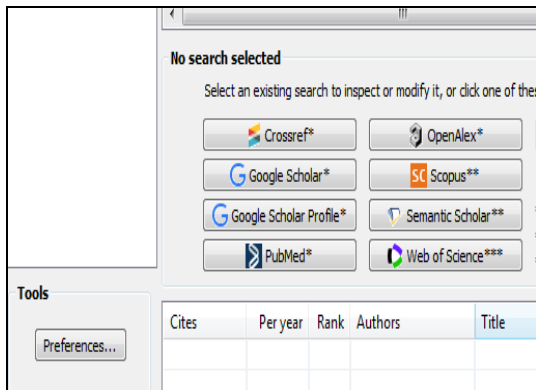 No search selected
Select an existing search to inspect or modify it, or click one of these
Crossref* OpenAlex*
Google Scholar* SC Scopus**
Google Scholar Profile* Semantic Scholar**
PubMed* Web of Science***
Tools
Preferences...
Cites Per year Rank Authors Title